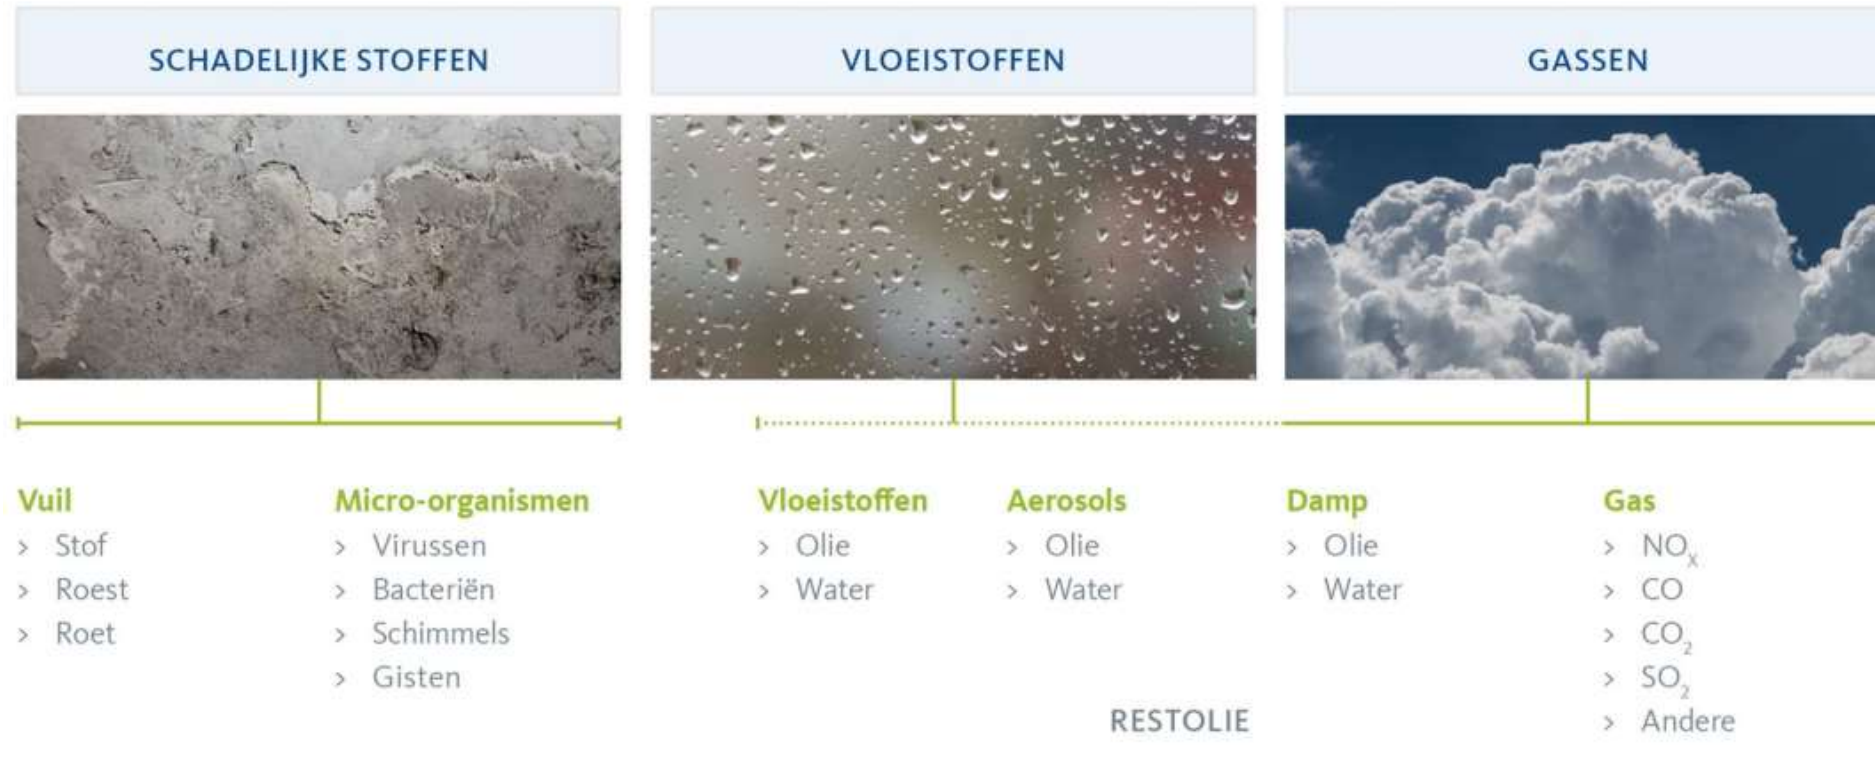 SCHADELIJKE STOFFEN
VLOEISTOFFEN
GASSEN
Vuil
> Stof
> Roest
> Roet
Micro-organismen
> Virussen
> Bacteriën
> Schimmels
> Gisten
Vloeistoffen
> Olie
> Water
Aerosols
> Olie
> Water
Damp
> Olie
> Water
Gas
> NOₓ
> CO
> CO₂
> SO₂
> Andere
RESTOLIE